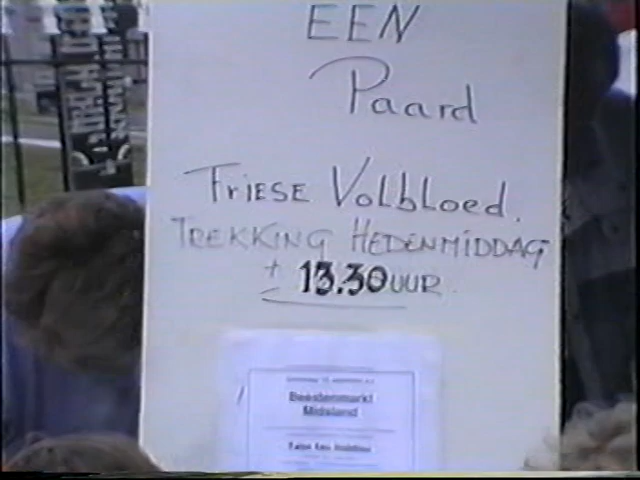 EEN
Paard
FRIESE VOLBLOED.
TREKKING HEDENMIDDAG
± 13.30 UUR.
Beestenmarkt
Midsland